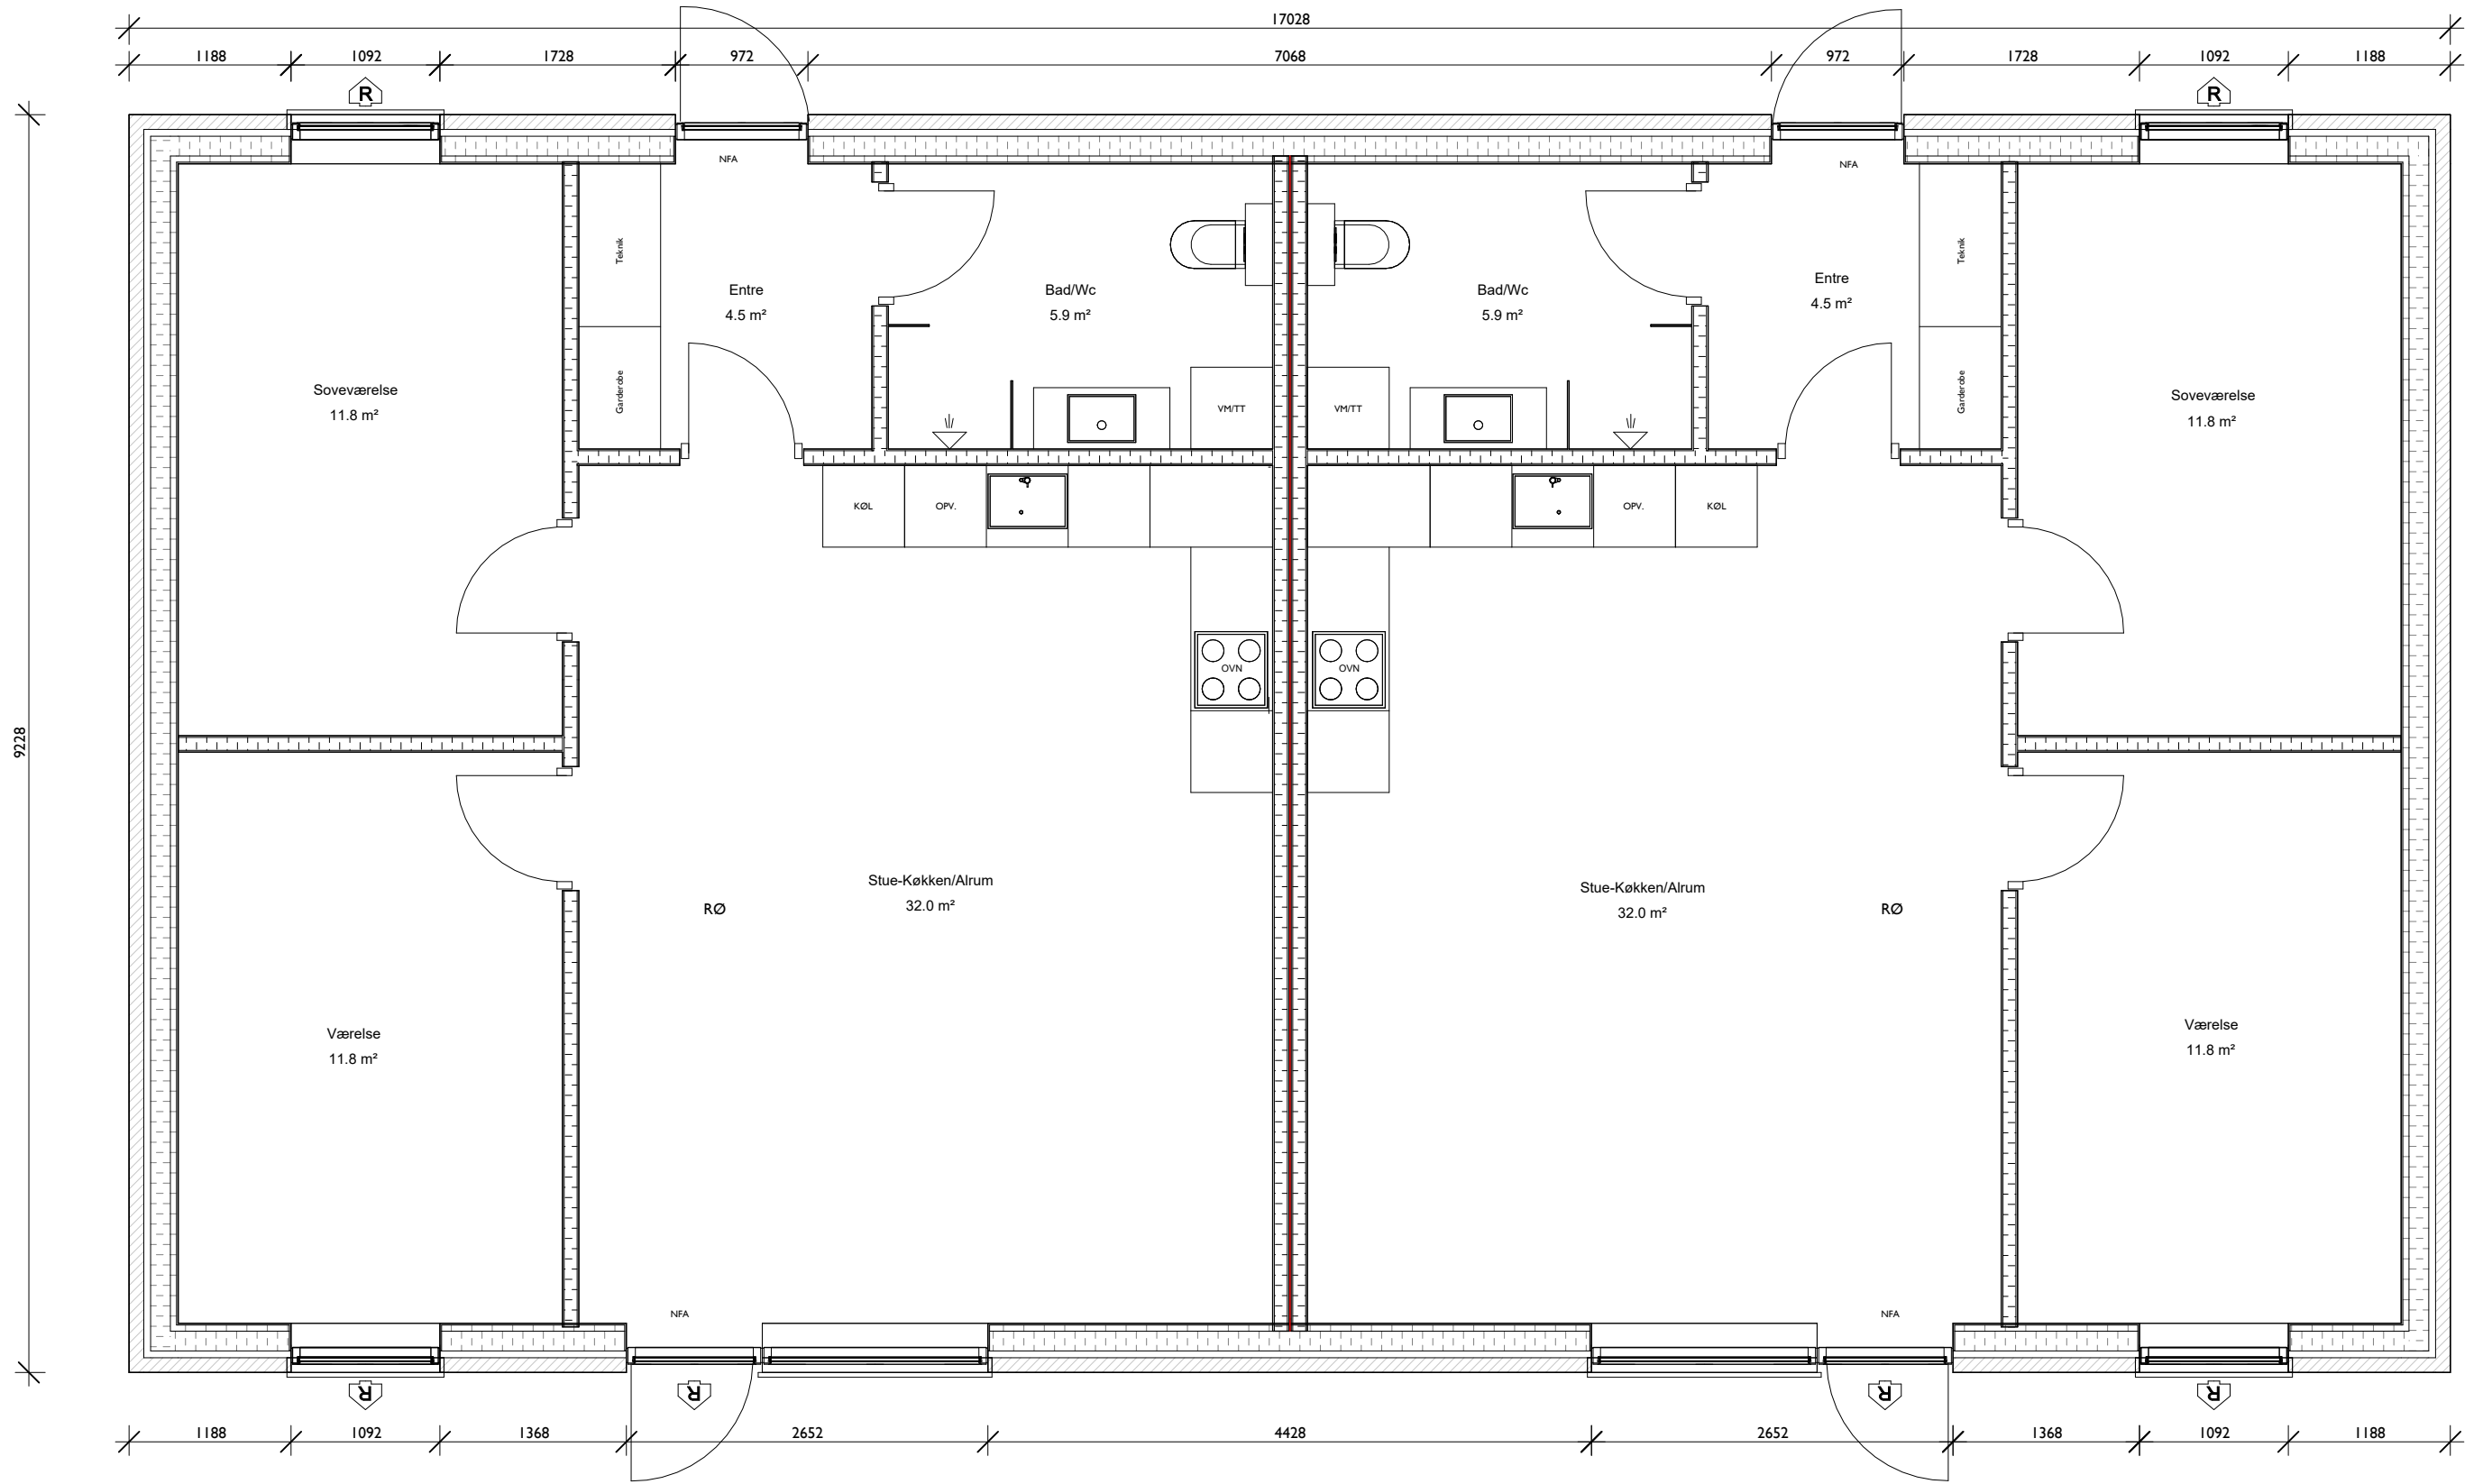 17028
1188 1092 1728 972 7068 972 1728 1092 1188
R R
NFA NFA
Teknik Teknik
Entre Bad/Wc Bad/Wc Entre
4.5 m² 5.9 m² 5.9 m² 4.5 m²
Soveværelse Garderobe Garderobe Soveværelse
11.8 m² VM/TT VM/TT 11.8 m²
KØL OPV. OPV. KØL
OVN OVN
9228
Stue-Køkken/Alrum Stue-Køkken/Alrum
32.0 m² 32.0 m²
RØ RØ
Værelse Værelse
11.8 m² 11.8 m²
NFA NFA
R R R R
1188 1092 1368 2652 4428 2652 1368 1092 1188